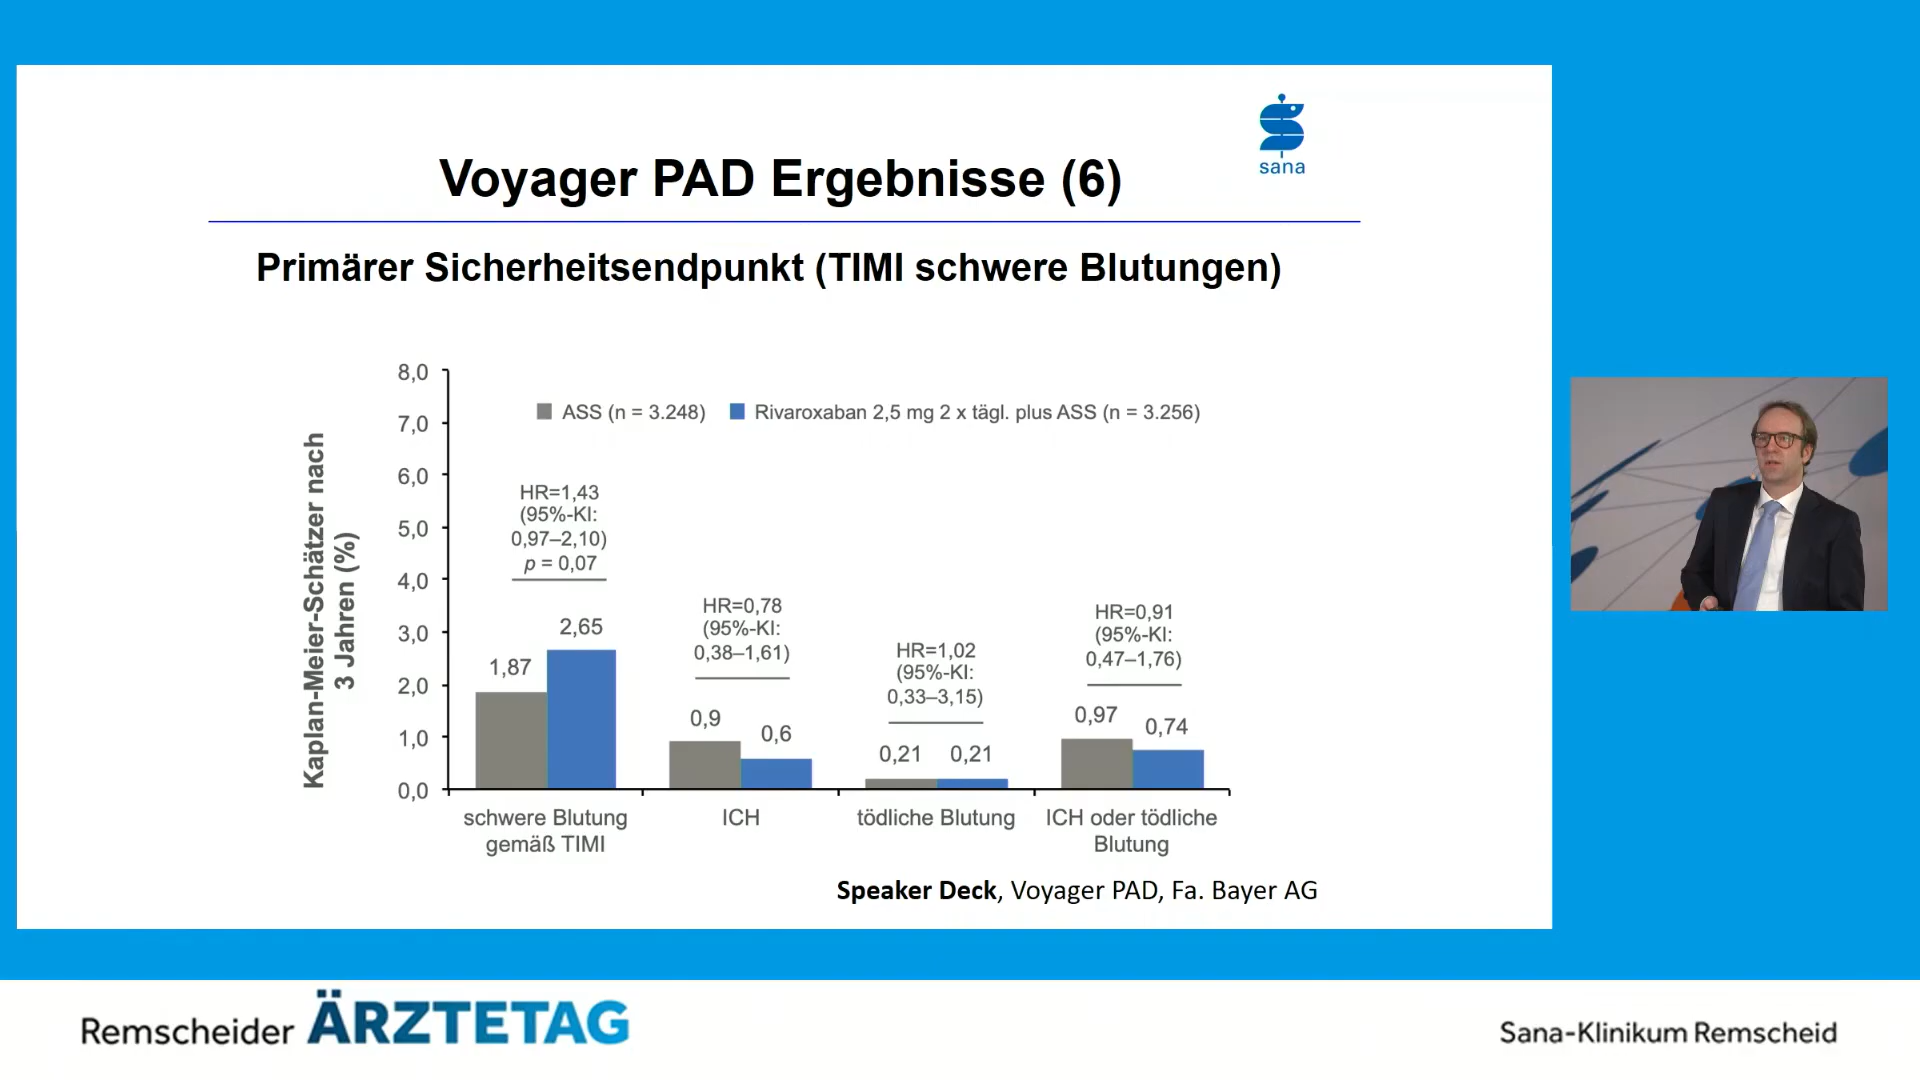 sana
Voyager PAD Ergebnisse (6)
Primärer Sicherheitsendpunkt (TIMI schwere Blutungen)
Kaplan-Meier-Schätzer nach
3 Jahren (%)
8,0
7,0
6,0
5,0
4,0
3,0
2,0
1,0
0,0
ASS (n = 3.248)
Rivaroxaban 2,5 mg 2 x tägl. plus ASS (n = 3.256)
HR=1,43
(95%-KI:
0,97–2,10)
p = 0,07
1,87
2,65
schwere Blutung
gemäß TIMI
HR=0,78
(95%-KI:
0,38–1,61)
0,9
0,6
ICH
HR=1,02
(95%-KI:
0,33–3,15)
0,21
0,21
tödliche Blutung
HR=0,91
(95%-KI:
0,47–1,76)
0,97
0,74
ICH oder tödliche
Blutung
Speaker Deck, Voyager PAD, Fa. Bayer AG
Remscheider ÄRZTETAG
Sana-Klinikum Remscheid